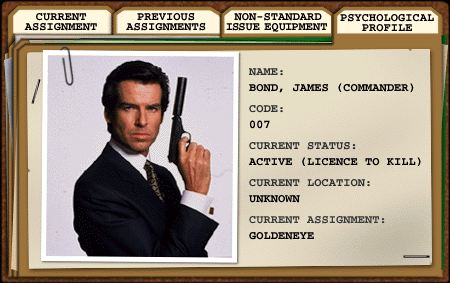 CURRENT
ASSIGNMENT
PREVIOUS
ASSIGNMENTS
NON-STANDARD
ISSUE EQUIPMENT
PSYCHOLOGICAL
PROFILE
NAME:
BOND, JAMES (COMMANDER)
CODE:
007
CURRENT STATUS:
ACTIVE (LICENCE TO KILL)
CURRENT LOCATION:
UNKNOWN
CURRENT ASSIGNMENT:
GOLDENEYE